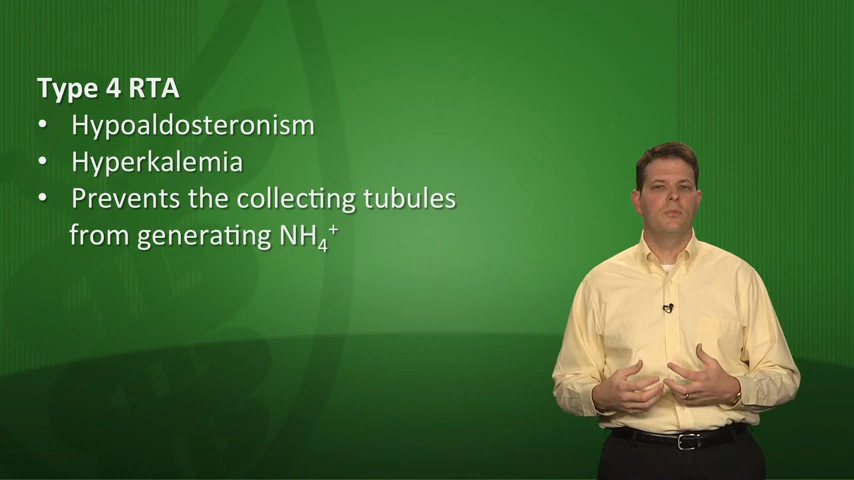 Type 4 RTA
• Hypoaldosteronism
• Hyperkalemia
• Prevents the collecting tubules
from generating NH₄⁺